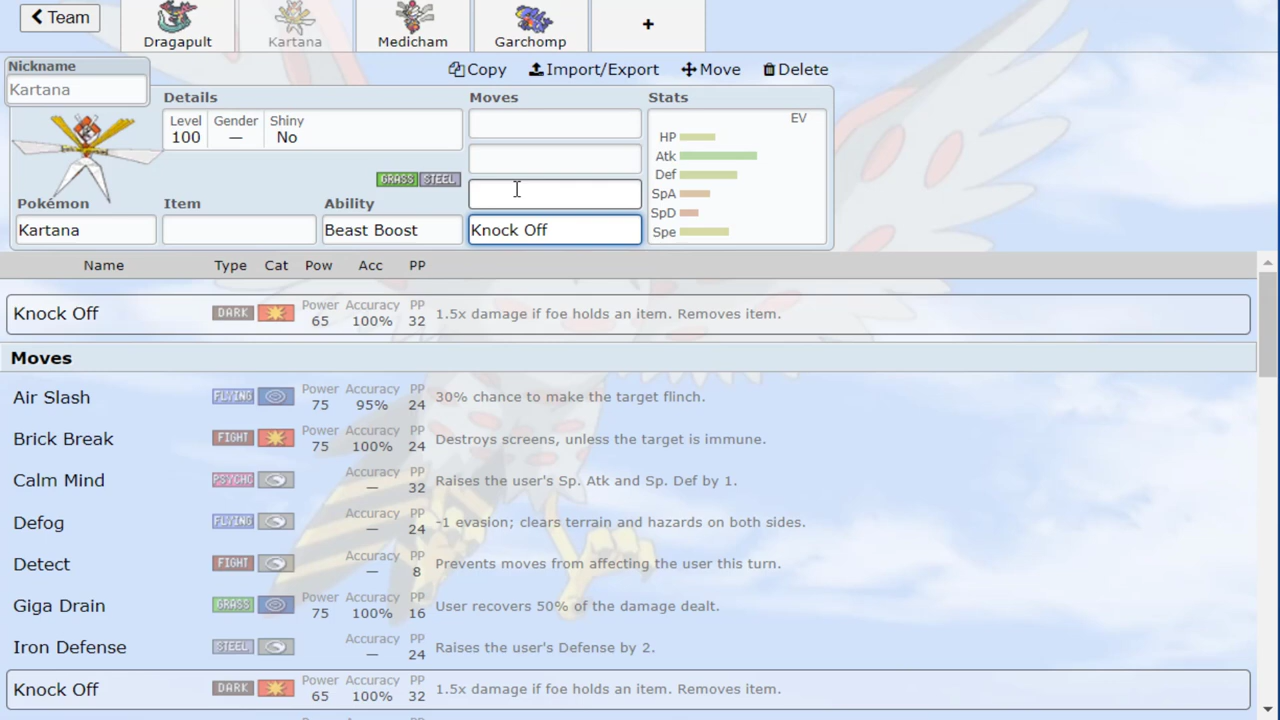 Team
Dragapult
Kartana
Medicham
Garchomp
+
Nickname
Kartana
Copy
Import/Export
Move
Delete
Details
Level
100
Gender
—
Shiny
No
GRASS
STEEL
Pokémon
Kartana
Item
Ability
Beast Boost
Moves
Knock Off
Stats
EV
HP
Atk
Def
SpA
SpD
Spe
Name Type Cat Pow Acc PP
Knock Off DARK Power 65 Accuracy 100% PP 32 1.5x damage if foe holds an item. Removes item.
Moves
Air Slash FLYING Power 75 Accuracy 95% PP 24 30% chance to make the target flinch.
Brick Break FIGHT Power 75 Accuracy 100% PP 24 Destroys screens, unless the target is immune.
Calm Mind PSYCHC Accuracy — PP 32 Raises the user's Sp. Atk and Sp. Def by 1.
Defog FLYING Accuracy — PP 24 -1 evasion; clears terrain and hazards on both sides.
Detect FIGHT Accuracy — PP 8 Prevents moves from affecting the user this turn.
Giga Drain GRASS Power 75 Accuracy 100% PP 16 User recovers 50% of the damage dealt.
Iron Defense STEEL Accuracy — PP 24 Raises the user's Defense by 2.
Knock Off DARK Power 65 Accuracy 100% PP 32 1.5x damage if foe holds an item. Removes item.